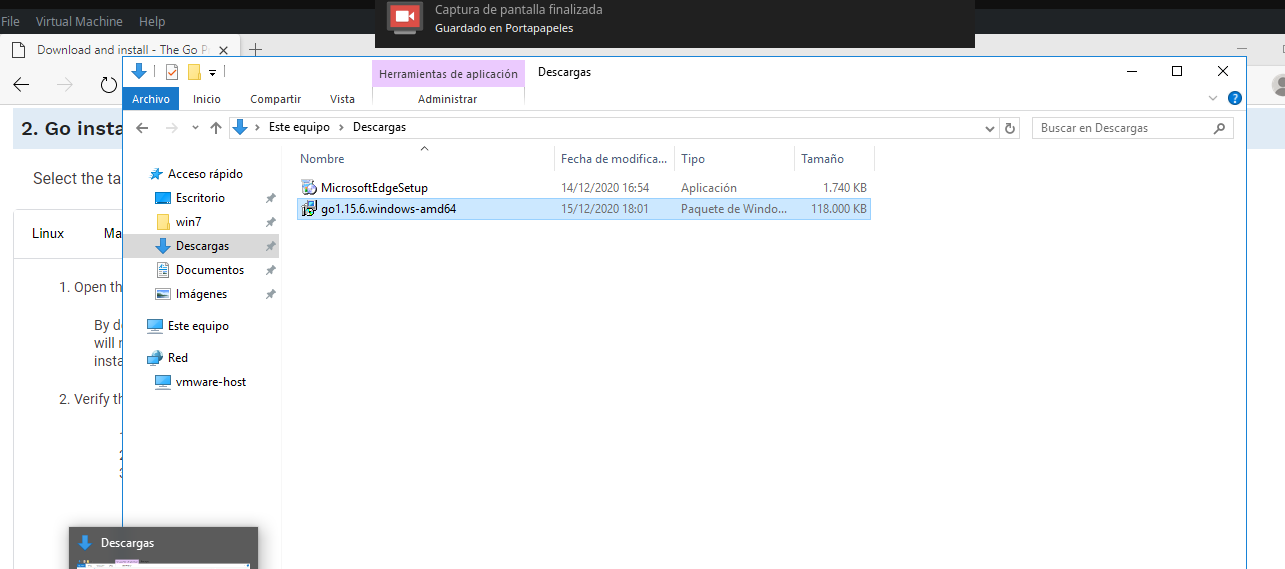 Captura de pantalla finalizada
Guardado en Portapapeles
File Virtual Machine Help
Download and install - The Go P
Herramientas de aplicación Descargas
Archivo Inicio Compartir Vista Administrar
Este equipo Descargas
Buscar en Descargas
2. Go insta
Nombre Fecha de modifica... Tipo Tamaño
Select the ta
Acceso rápido
MicrosoftEdgeSetup 14/12/2020 16:54 Aplicación 1.740 KB
Escritorio
go1.15.6.windows-amd64 15/12/2020 18:01 Paquete de Windo... 118.000 KB
win7
Linux Ma
Descargas
Documentos
1. Open th
Imágenes
By d
Este equipo
will r
insta
Red
vmware-host
2. Verify th
Descargas